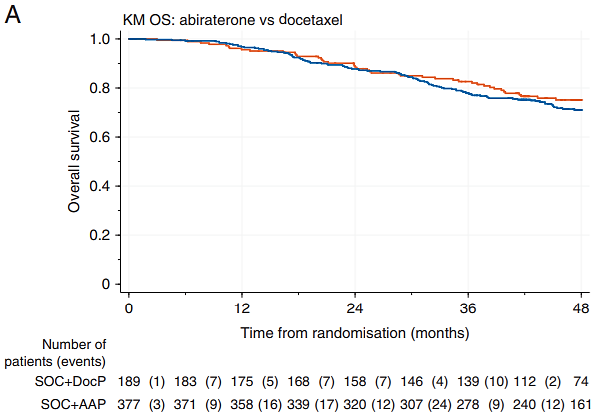 A
KM OS: abiraterone vs docetaxel
1.0
0.8
0.6
0.4
0.2
0
Overall survival
0 12 24 36 48
Time from randomisation (months)
Number of
patients (events)
SOC+DocP 189 (1) 183 (7) 175 (5) 168 (7) 158 (7) 146 (4) 139 (10) 112 (2) 74
SOC+AAP 377 (3) 371 (9) 358 (16) 339 (17) 320 (12) 307 (24) 278 (9) 240 (12) 161